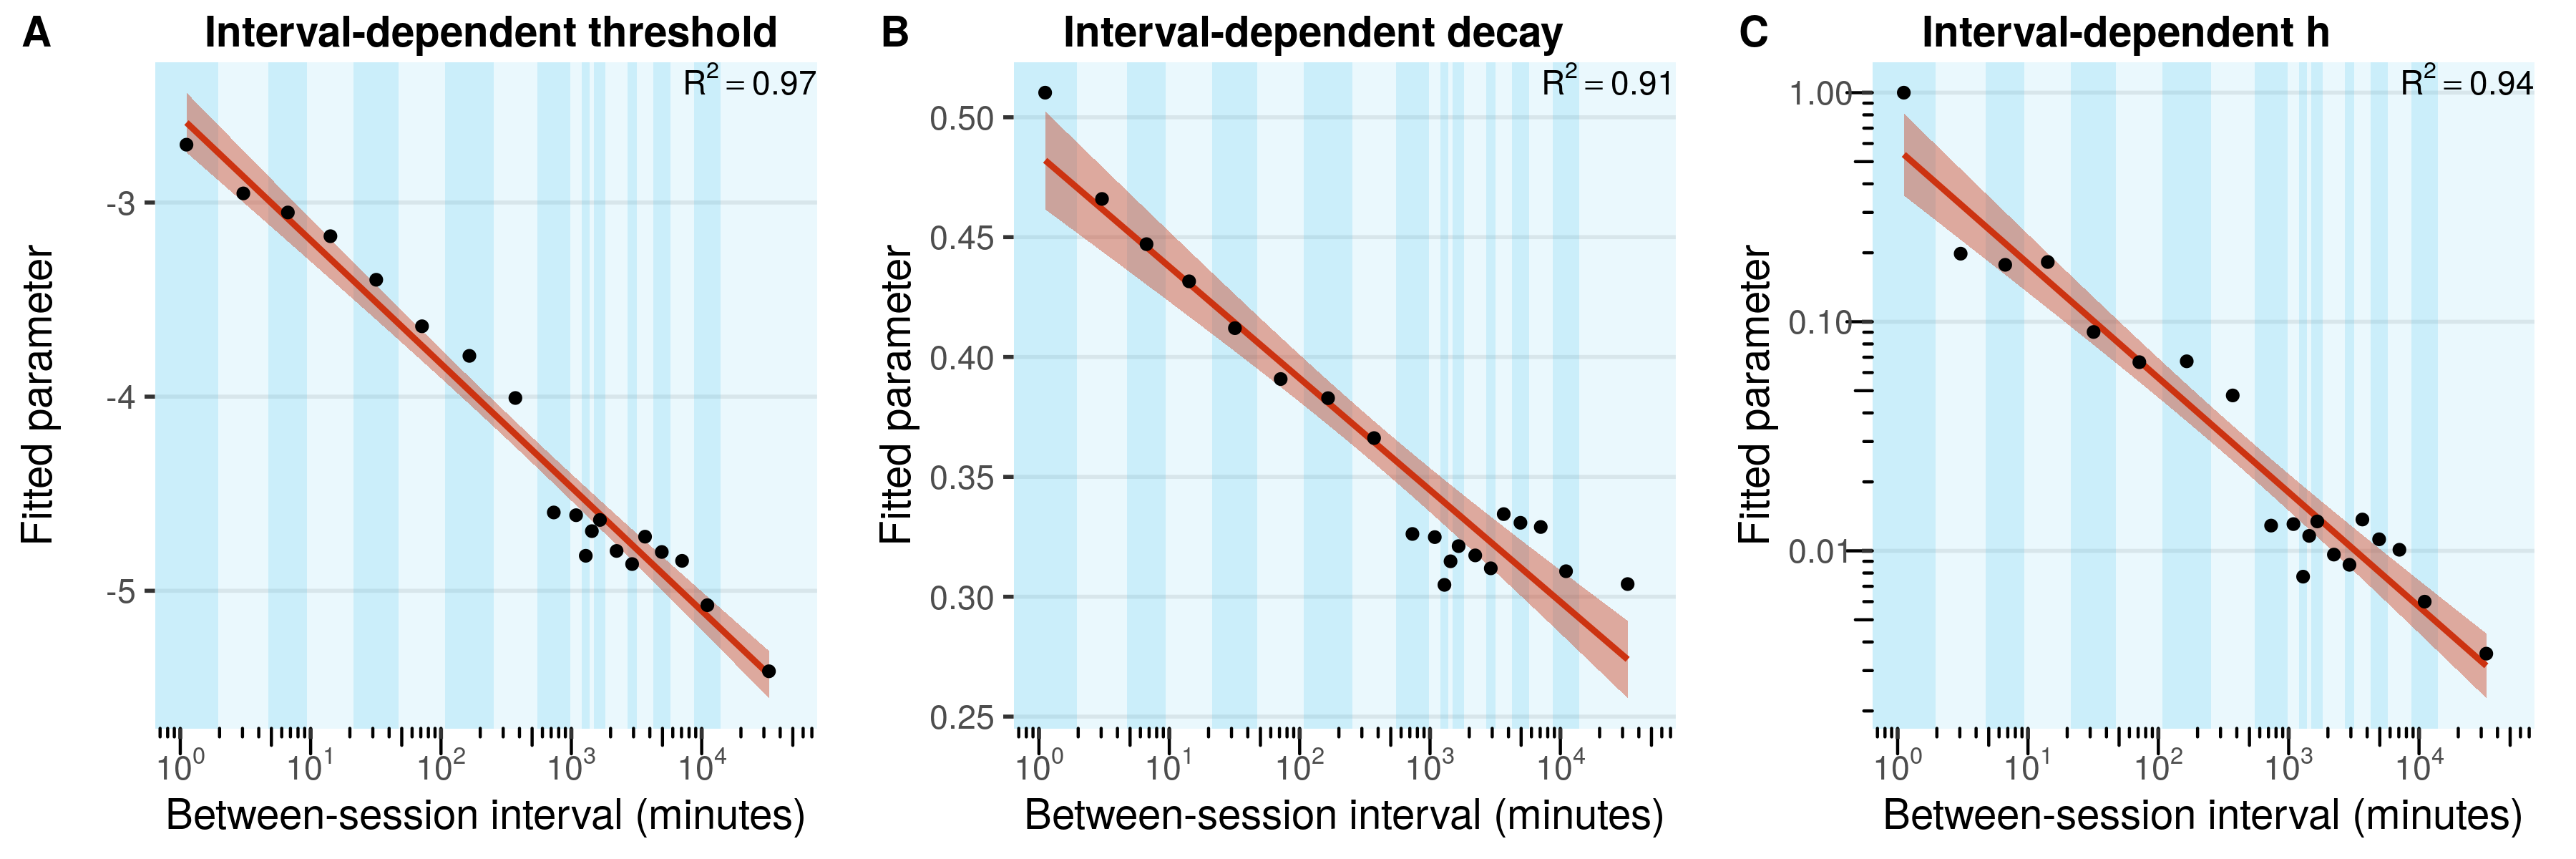 A Interval-dependent threshold
R² = 0.97
-3
-4
-5
Fitted parameter
10⁰ 10¹ 10² 10³ 10⁴
Between-session interval (minutes)
B Interval-dependent decay
R² = 0.91
0.50
0.45
0.40
0.35
0.30
0.25
Fitted parameter
10⁰ 10¹ 10² 10³ 10⁴
Between-session interval (minutes)
C Interval-dependent h
R² = 0.94
1.00
0.10
0.01
Fitted parameter
10⁰ 10¹ 10² 10³ 10⁴
Between-session interval (minutes)